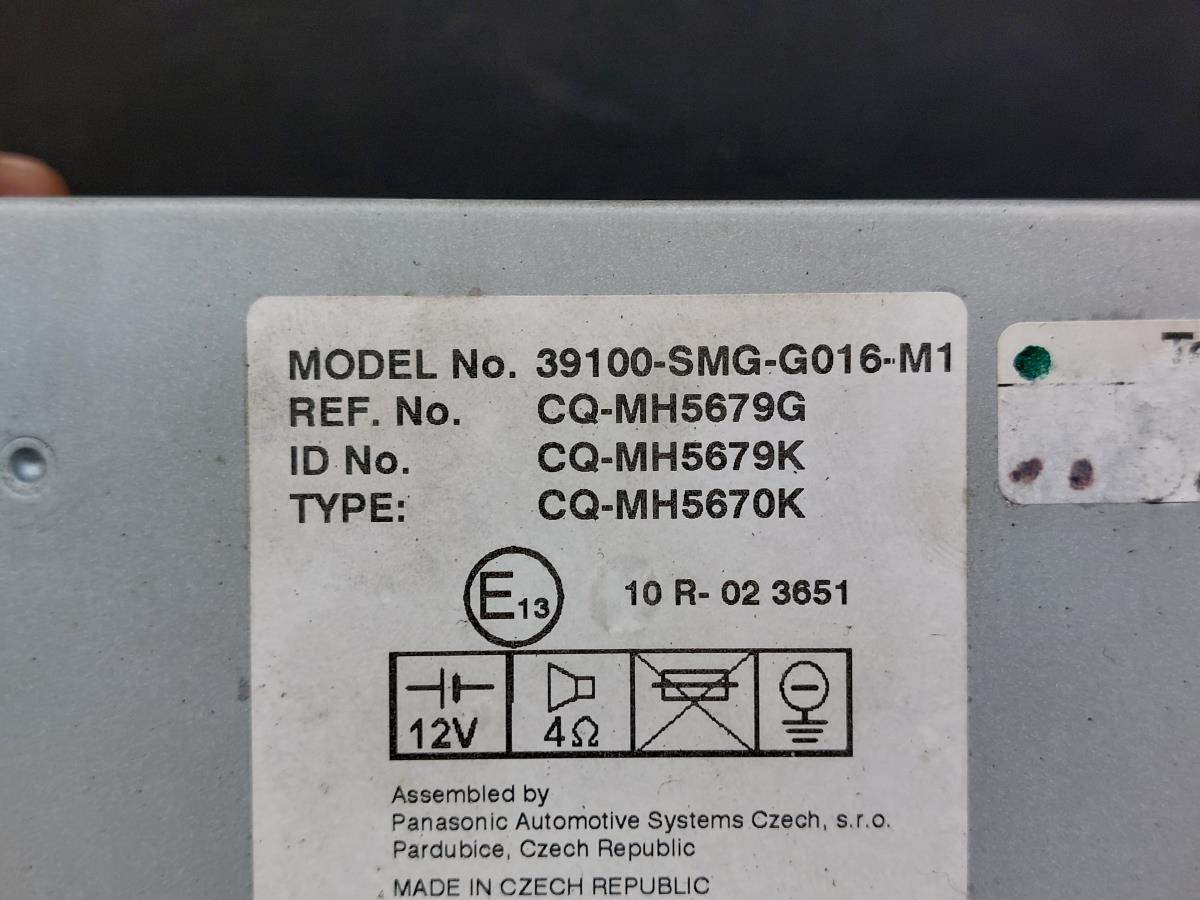 MODEL No. 39100-SMG-G016-M1
REF. No. CQ-MH5679G
ID No. CQ-MH5679K
TYPE: CQ-MH5670K
E13 10 R- 02 3651
12V 4Ω
Assembled by
Panasonic Automotive Systems Czech, s.r.o.
Pardubice, Czech Republic
MADE IN CZECH REPUBLIC